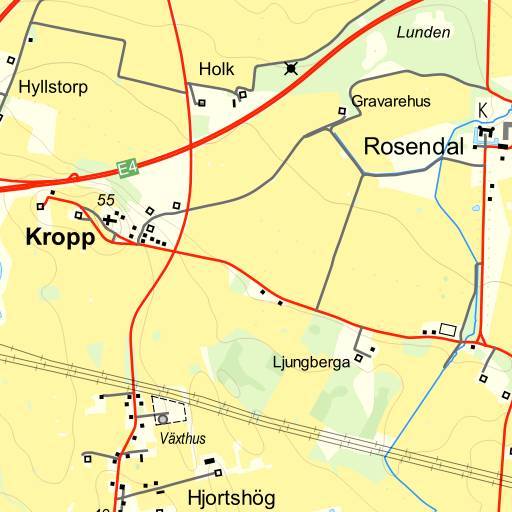 Lunden
Holk
Hyllstorp
Gravarehus
K
Rosendal
E4
55
Kropp
Ljungberga
Växthus
Hjortshög